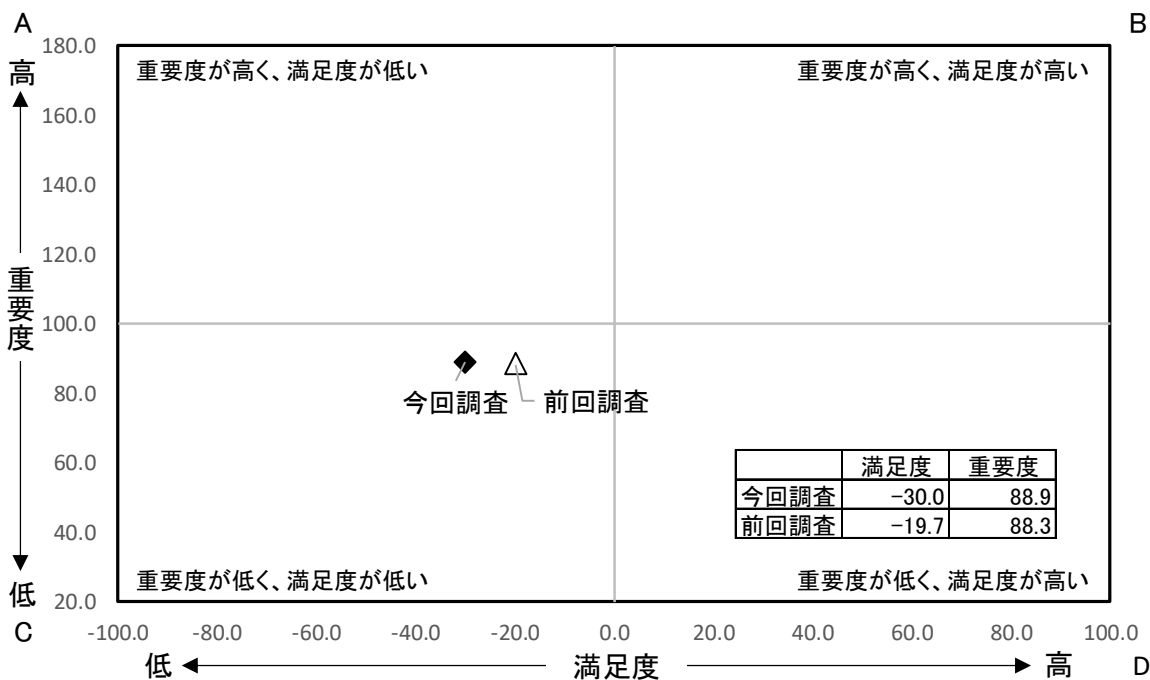 A
B
180.0
高
重要度が高く、満足度が低い
重要度が高く、満足度が高い
160.0
140.0
120.0
重要度
100.0
80.0
今回調査
前回調査
60.0
満足度 重要度
今回調査 -30.0 88.9
前回調査 -19.7 88.3
40.0
重要度が低く、満足度が低い
重要度が低く、満足度が高い
低
20.0
C
-100.0 -80.0 -60.0 -40.0 -20.0 0.0 20.0 40.0 60.0 80.0 100.0
低 満足度 高
D